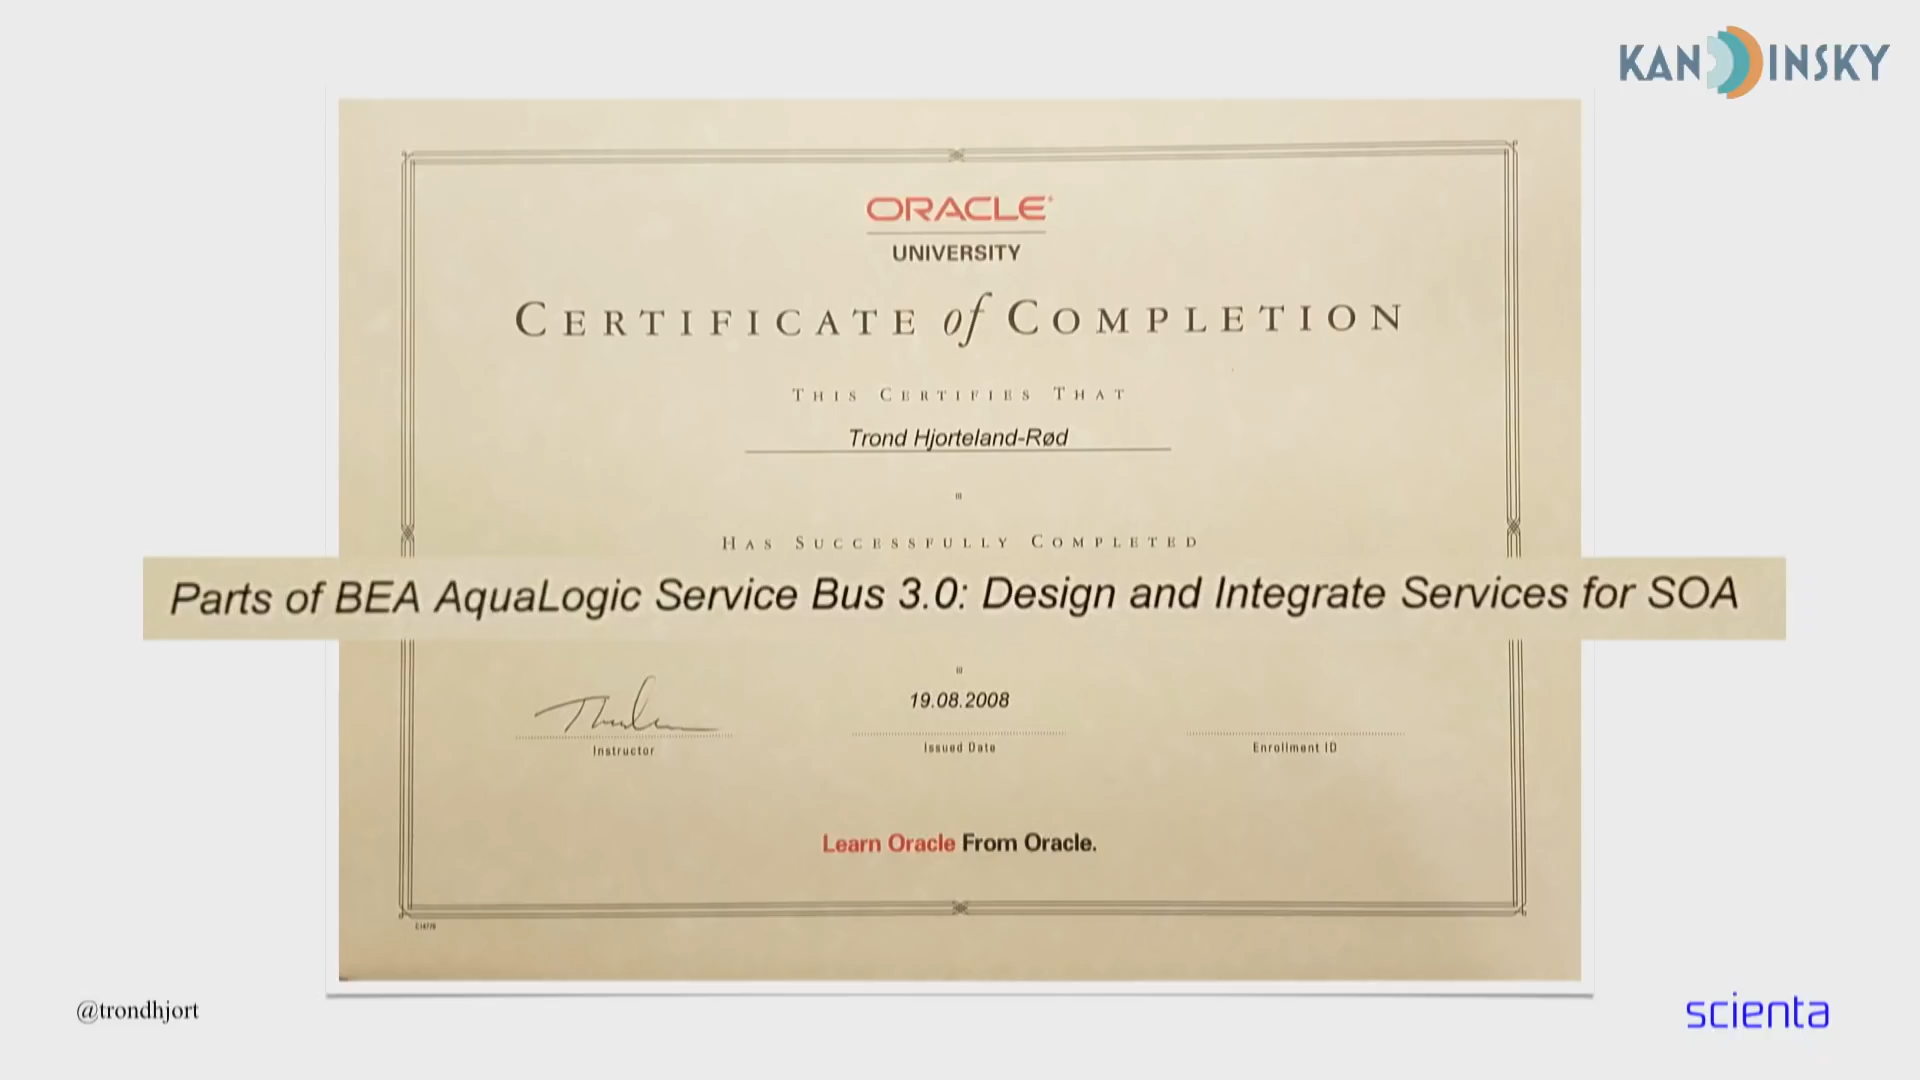 KANDINSKY
ORACLE®
UNIVERSITY
CERTIFICATE of COMPLETION
THIS CERTIFIES THAT
Trond Hjorteland-Rød
HAS SUCCESSFULLY COMPLETED
Parts of BEA AquaLogic Service Bus 3.0: Design and Integrate Services for SOA
19.08.2008
Instructor
Issued Date
Enrollment ID
Learn Oracle From Oracle.
@trondhjort
scienta